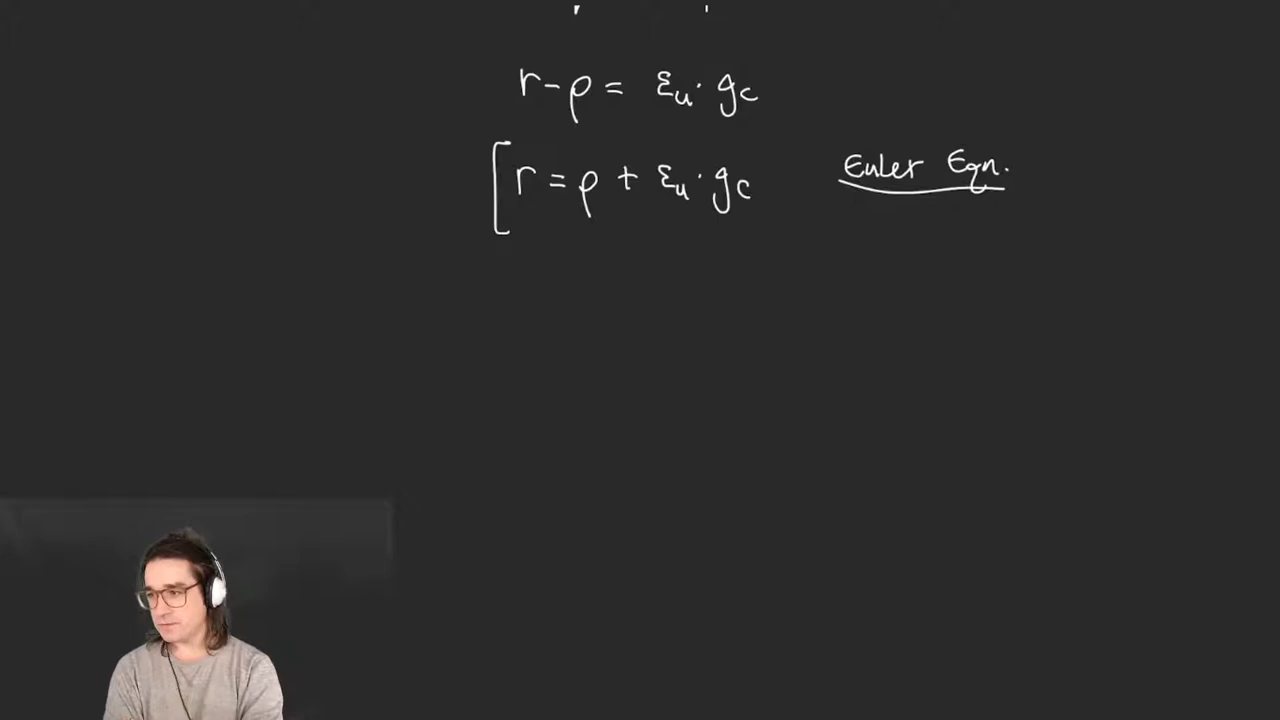 r-ρ = ε_u · g_c
[ r = ρ + ε_u · g_c
Euler Eqn.